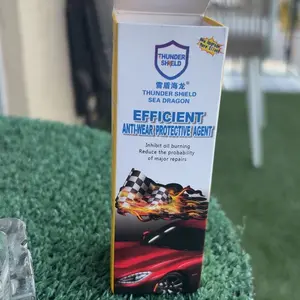 THUNDER
SHIELD
雷盾海龙®
THUNDER SHIELD
SEA DRAGON
EFFICIENT
ANTI-WEAR PROTECTIVE AGENT
Inhibit oil burning
Reduce the probability
of major repairs